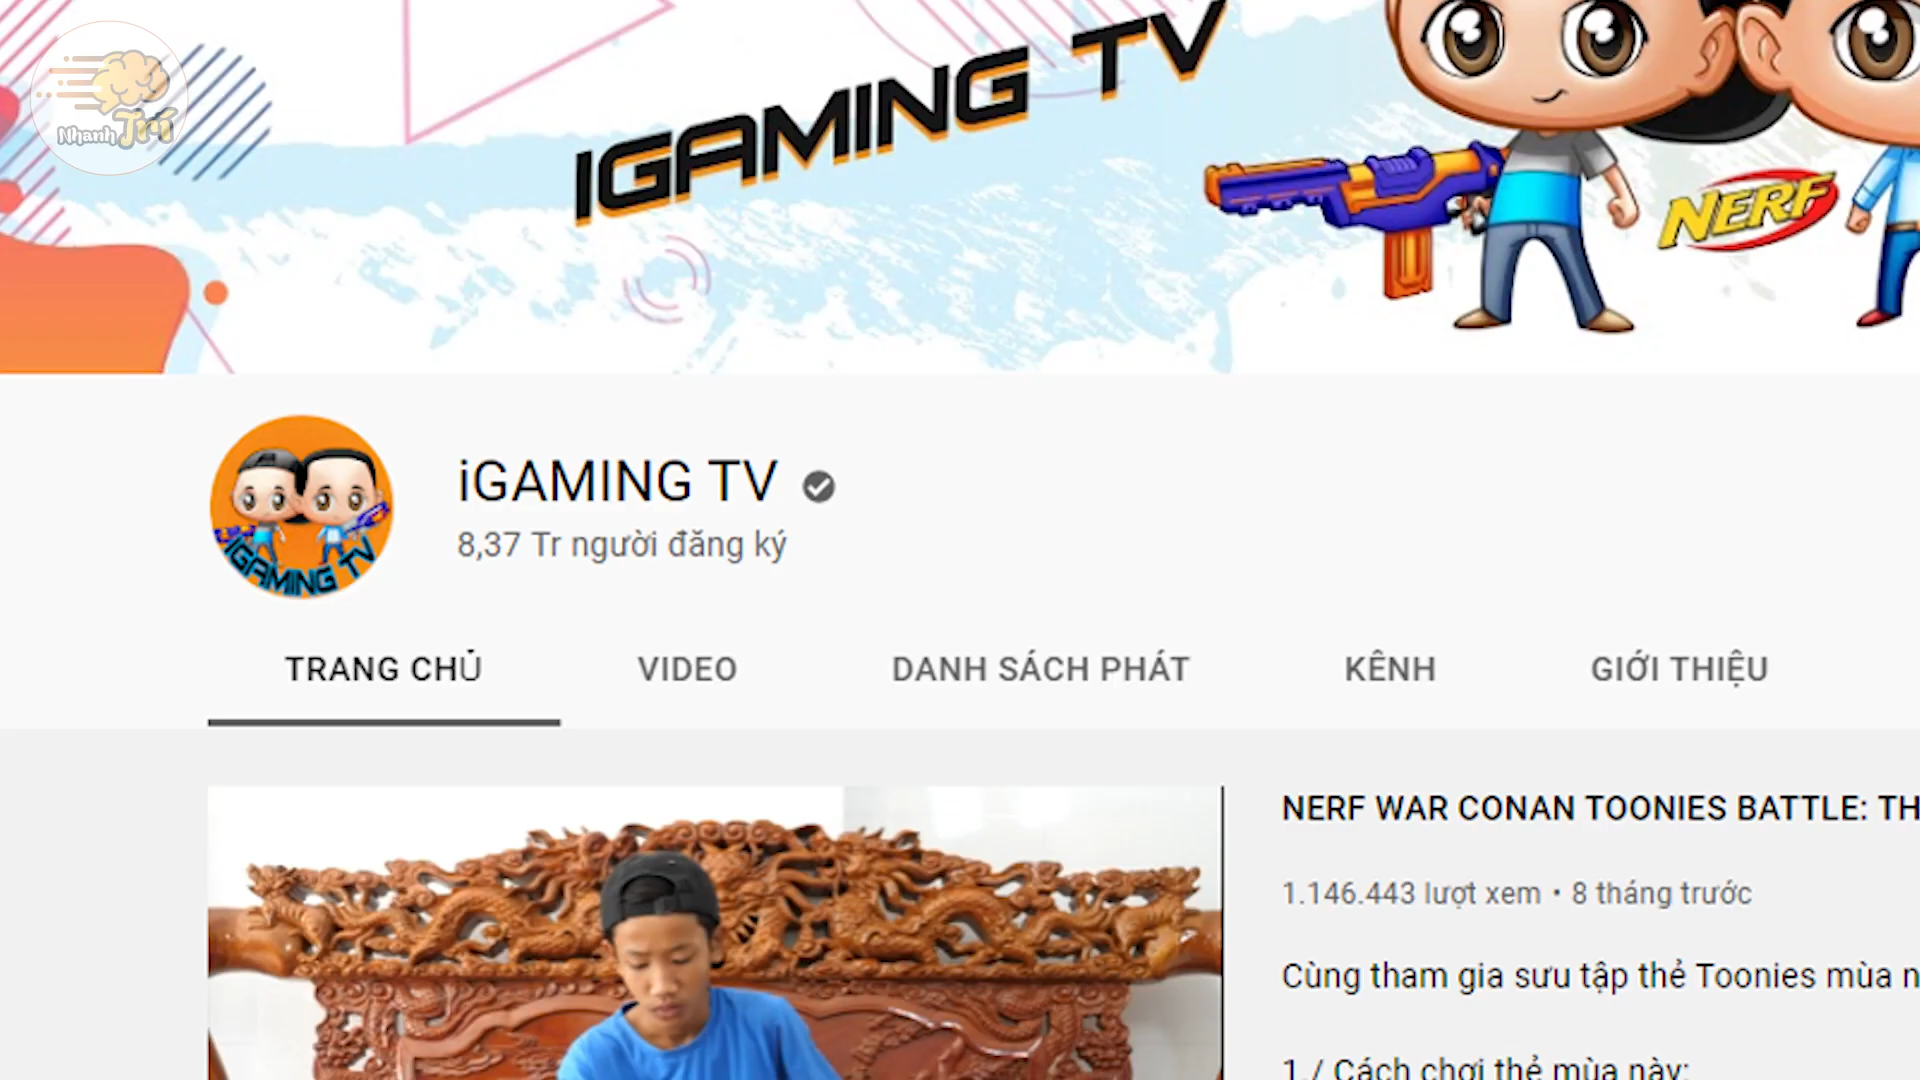 Nhanh Trí
IGAMING TV
NERF
IGAMING TV
iGAMING TV
8,37 Tr người đăng ký
TRANG CHỦ
VIDEO
DANH SÁCH PHÁT
KÊNH
GIỚI THIỆU
NERF WAR CONAN TOONIES BATTLE: TH
1.146.443 lượt xem • 8 tháng trước
Cùng tham gia sưu tập thẻ Toonies mùa n
1./ Cách chơi thẻ mùa này: